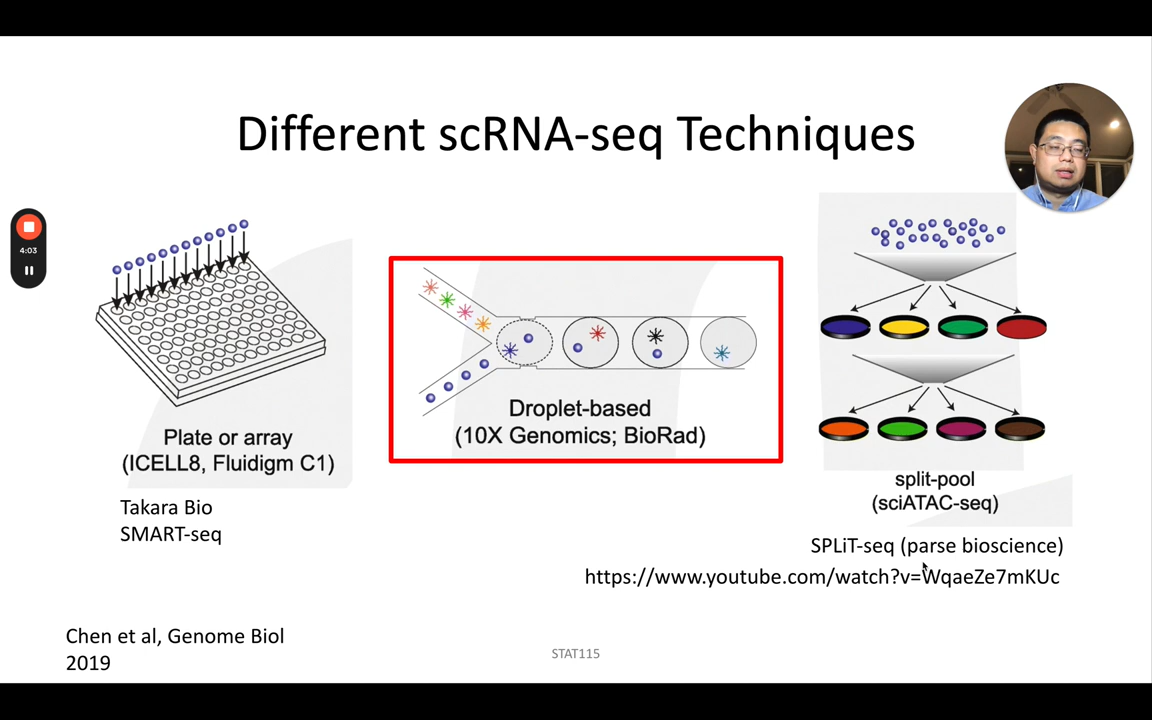 Different scRNA-seq Techniques
4:03
Plate or array
(ICELL8, Fluidigm C1)
Takara Bio
SMART-seq
Droplet-based
(10X Genomics; BioRad)
split-pool
(sciATAC-seq)
SPLiT-seq (parse bioscience)
https://www.youtube.com/watch?v=WqaeZe7mKUc
Chen et al, Genome Biol
2019
STAT115